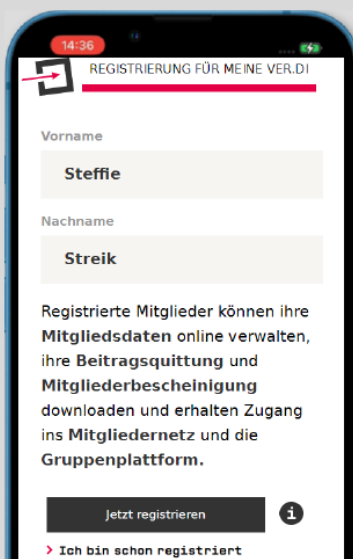 14:36
REGISTRIERUNG FÜR MEINE VER.DI
Vorname
Steffie
Nachname
Streik
Registrierte Mitglieder können ihre
Mitgliedsdaten online verwalten,
ihre Beitragsquittung und
Mitgliederbescheinigung
downloaden und erhalten Zugang
ins Mitgliedernetz und die
Gruppenplattform.
Jetzt registrieren
i
Ich bin schon registriert